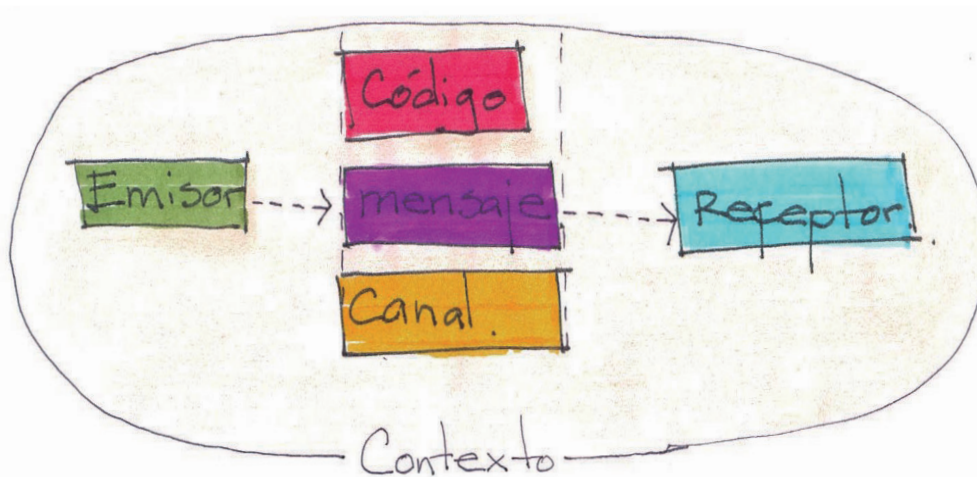 Código
Emisor
mensaje
Receptor.
Canal.
Contexto